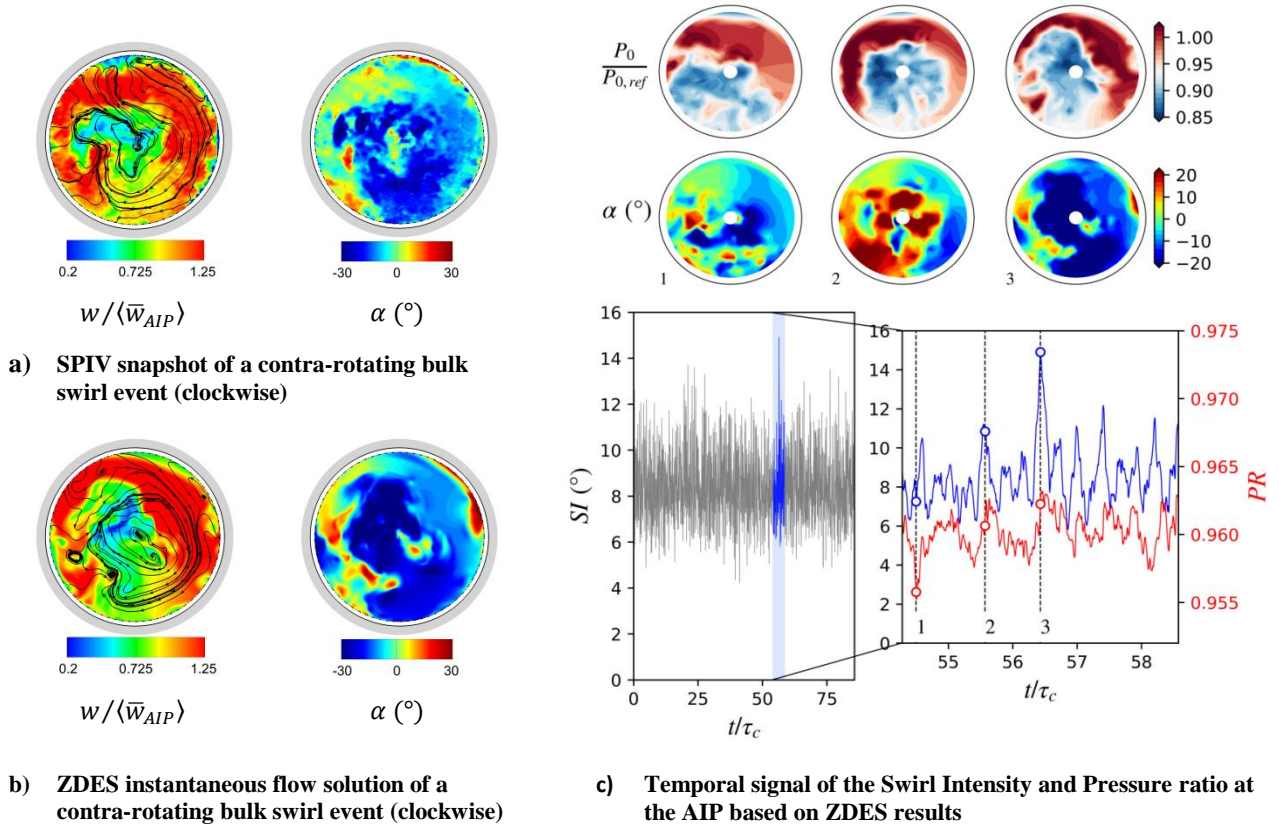 0.2 0.725 1.25
w/⟨w̅_AIP⟩
-30 0 30
α (°)
a) SPIV snapshot of a contra-rotating bulk
swirl event (clockwise)
0.2 0.725 1.25
w/⟨w̅_AIP⟩
-30 0 30
α (°)
b) ZDES instantaneous flow solution of a
contra-rotating bulk swirl event (clockwise)
P₀
P₀,ref
1.00
0.95
0.90
0.85
α (°)
20
10
0
−10
−20
1 2 3
16
14
12
10
8
6
4
2
0
SI (°)
0 25 50 75
t/τ_c
16
14
12
10
8
6
4
2
0
1 2 3
55 56 57 58
t/τ_c
0.975
0.970
0.965
0.960
0.955
PR
c) Temporal signal of the Swirl Intensity and Pressure ratio at
the AIP based on ZDES results